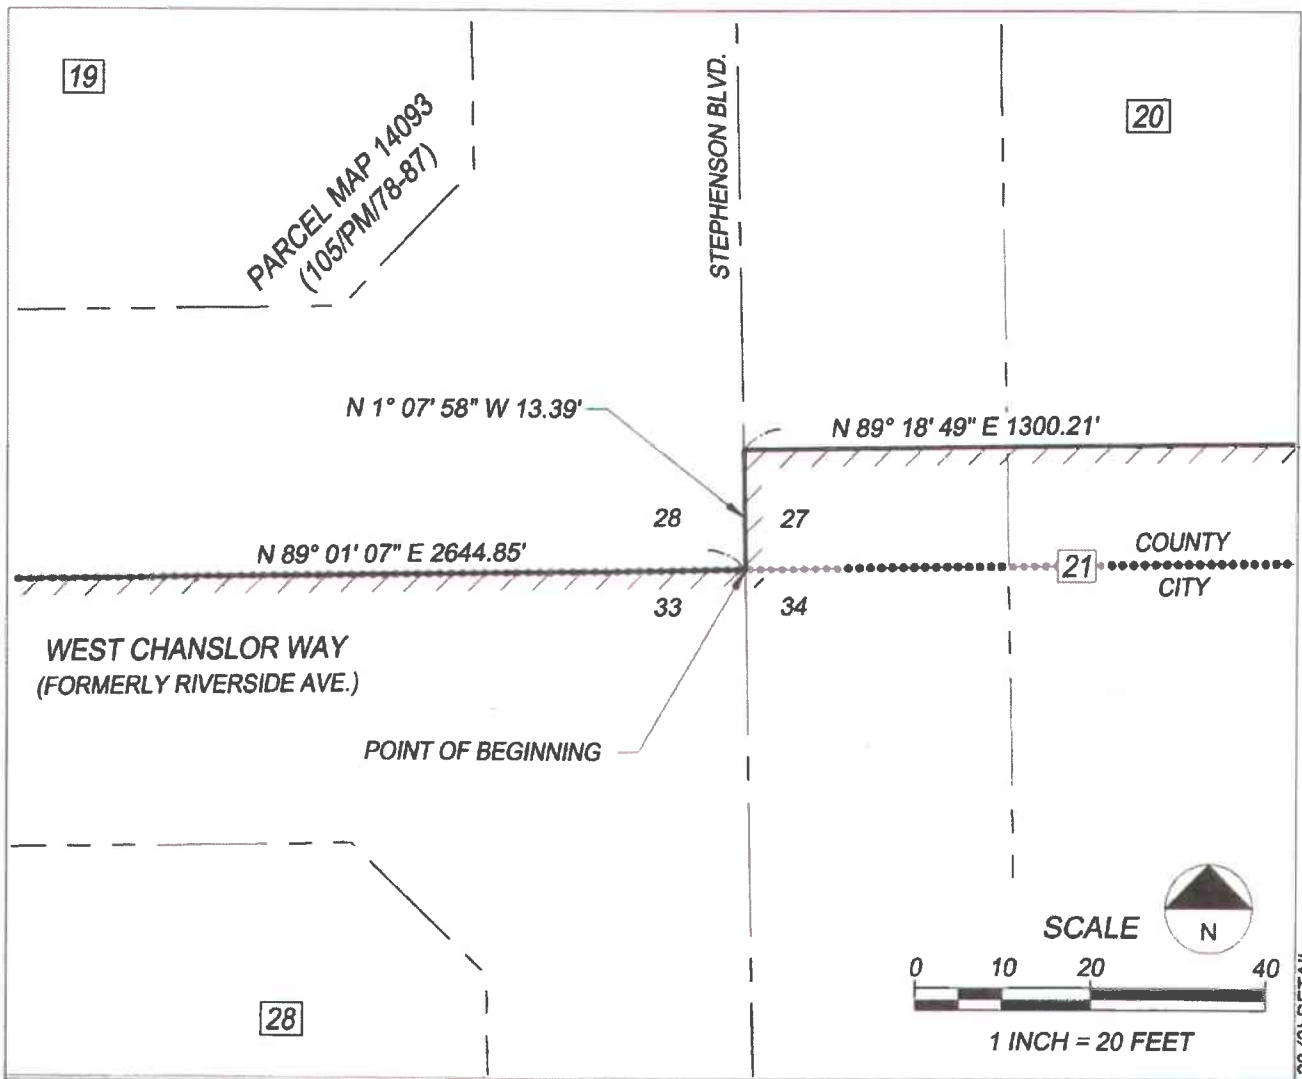 19
PARCEL MAP 14093
(105/PM/78-87)
STEPHENSON BLVD.
20
N 1° 07' 58" W 13.39'
N 89° 18' 49" E 1300.21'
28
27
N 89° 01' 07" E 2644.85'
COUNTY
21
CITY
33
34
WEST CHANSLOR WAY
(FORMERLY RIVERSIDE AVE.)
POINT OF BEGINNING
SCALE
N
0 10 20 40
1 INCH = 20 FEET
28
DETAIL